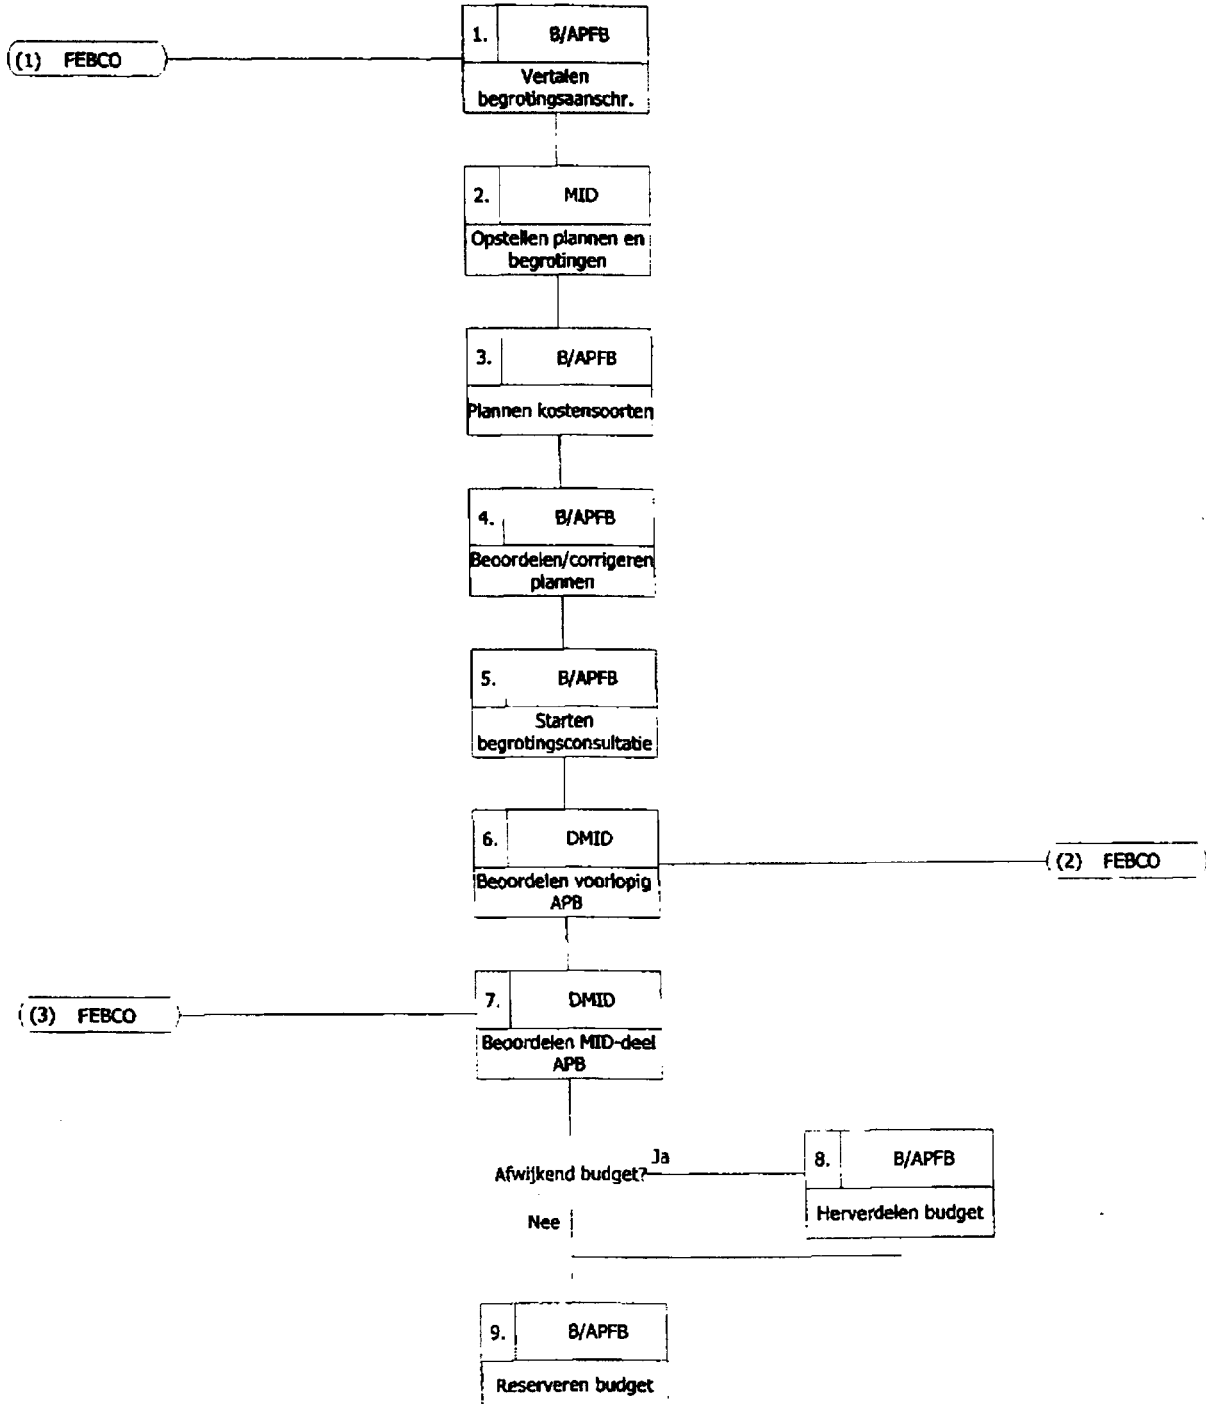 1. B/APFB
(1) FEBCO
Vertalen
begrotingsaanschr.
2. MID
Opstellen plannen en
begrotingen
3. B/APFB
Plannen kostensoorten
4. B/APFB
Beoordelen/corrigeren
plannen
5. B/APFB
Starten
begrotingsconsultatie
6. DMID
(2) FEBCO
Beoordelen voorlopig
APB
7. DMID
(3) FEBCO
Beoordelen MID-deel
APB
Afwijkend budget?
Ja
8. B/APFB
Herverdelen budget
Nee
9. B/APFB
Reserveren budget